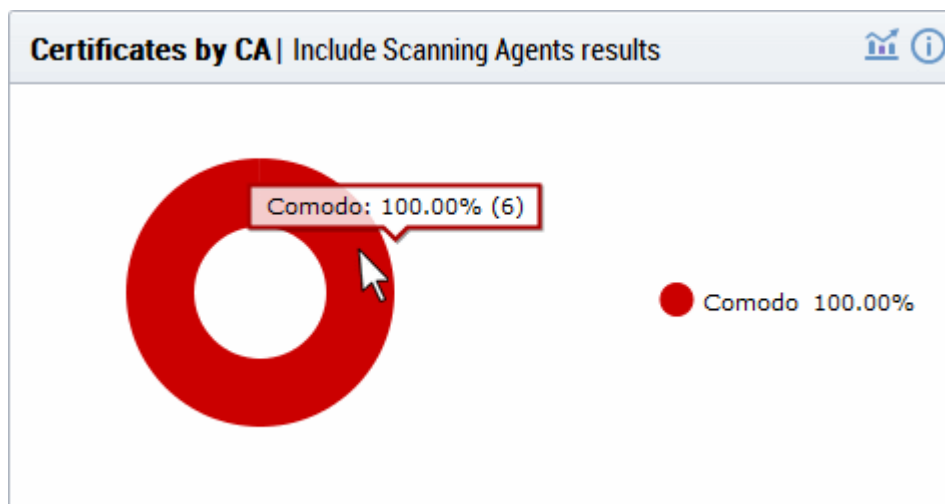 Certificates by CA | Include Scanning Agents results
Comodo: 100.00% (6)
Comodo 100.00%